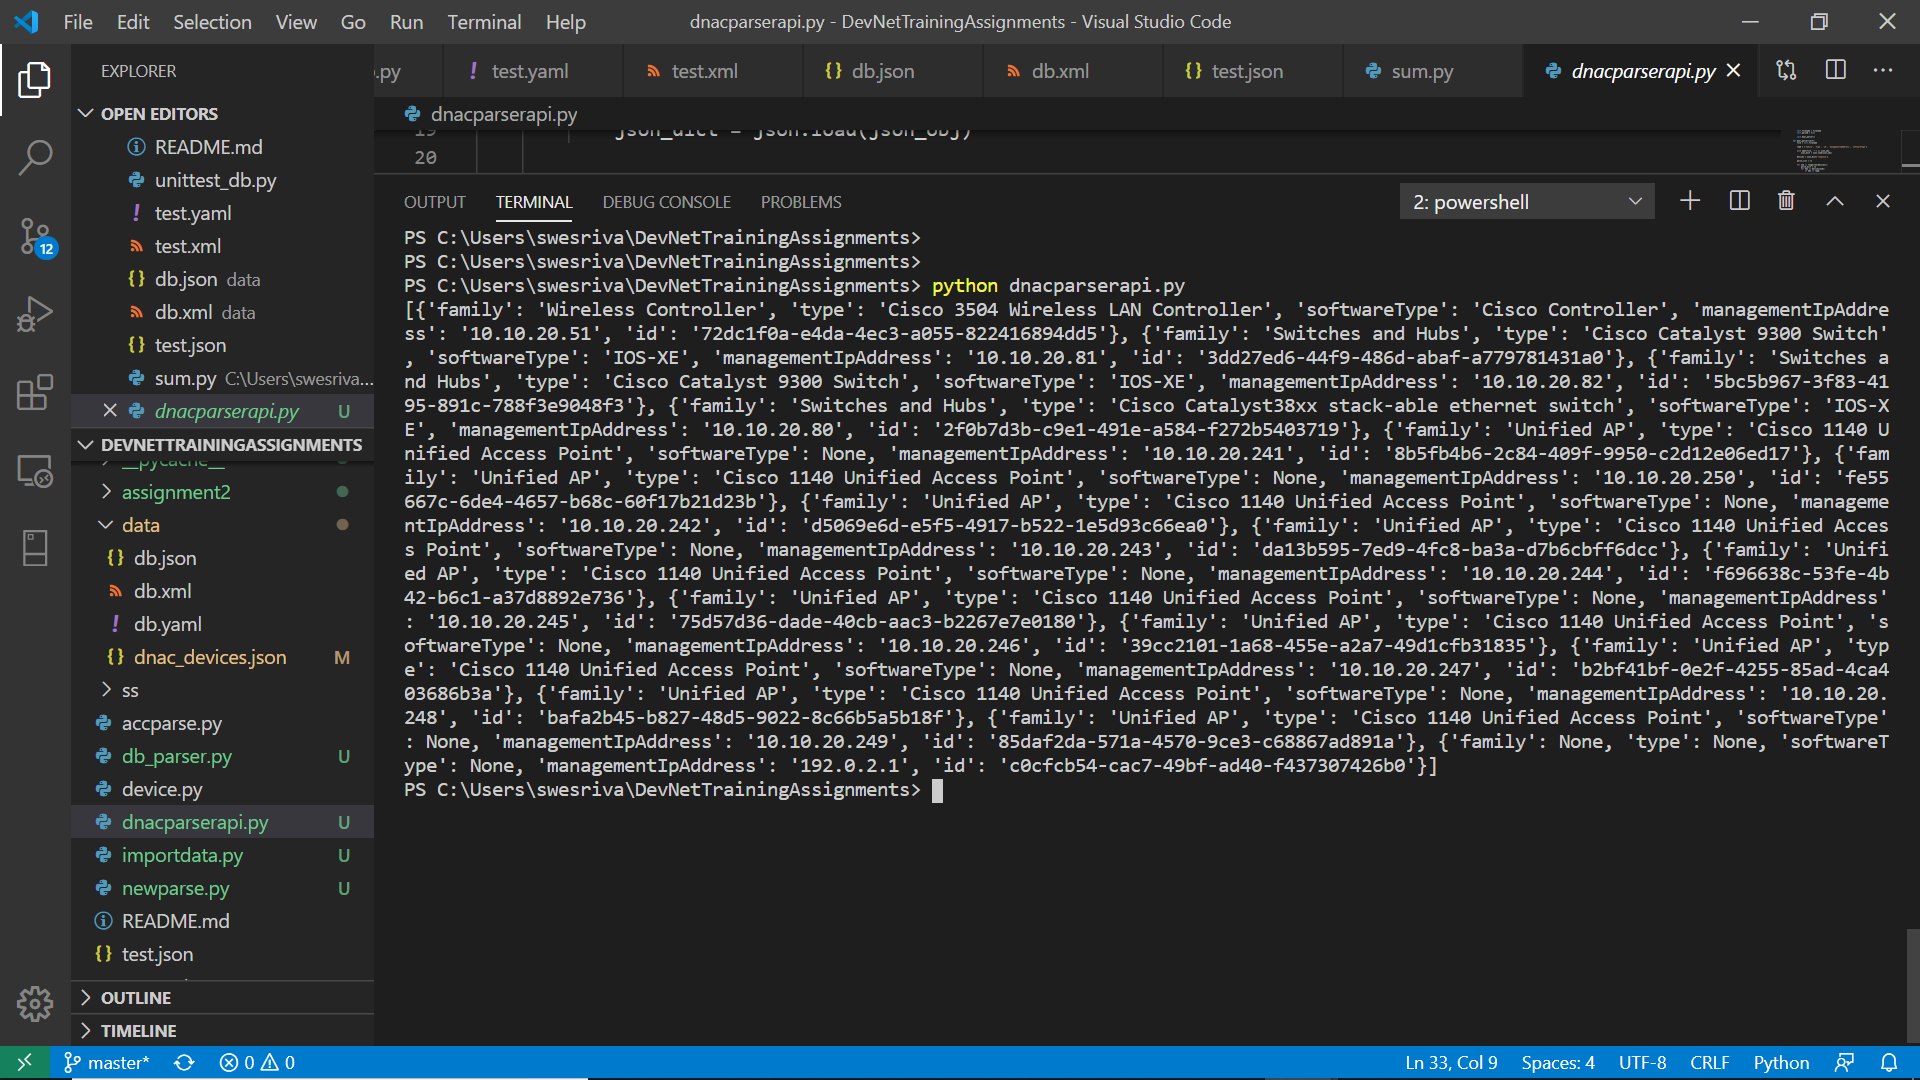 File Edit Selection View Go Run Terminal Help
dnacparserapi.py - DevNetTrainingAssignments - Visual Studio Code
EXPLORER
.py
! test.yaml
test.xml
{} db.json
db.xml
{} test.json
sum.py
dnacparserapi.py
OPEN EDITORS
README.md
unittest_db.py
! test.yaml
test.xml
{} db.json data
db.xml data
{} test.json
sum.py C:\Users\swesriva...
dnacparserapi.py U
DEVNETTRAININGASSIGNMENTS
__pycache__
assignment2
data
{} db.json
db.xml
! db.yaml
{} dnac_devices.json M
ss
accparse.py
db_parser.py U
device.py
dnacparserapi.py U
importdata.py U
newparse.py U
README.md
{} test.json
OUTLINE
TIMELINE
12
dnacparserapi.py
19 json_dict = json.load(json_obj)
20
OUTPUT TERMINAL DEBUG CONSOLE PROBLEMS
2: powershell
PS C:\Users\swesriva\DevNetTrainingAssignments>
PS C:\Users\swesriva\DevNetTrainingAssignments>
PS C:\Users\swesriva\DevNetTrainingAssignments> python dnacparserapi.py
[{'family': 'Wireless Controller', 'type': 'Cisco 3504 Wireless LAN Controller', 'softwareType': 'Cisco Controller', 'managementIpAddre
ss': '10.10.20.51', 'id': '72dc1f0a-e4da-4ec3-a055-822416894dd5'}, {'family': 'Switches and Hubs', 'type': 'Cisco Catalyst 9300 Switch'
, 'softwareType': 'IOS-XE', 'managementIpAddress': '10.10.20.81', 'id': '3dd27ed6-44f9-486d-abaf-a779781431a0'}, {'family': 'Switches a
nd Hubs', 'type': 'Cisco Catalyst 9300 Switch', 'softwareType': 'IOS-XE', 'managementIpAddress': '10.10.20.82', 'id': '5bc5b967-3f83-41
95-891c-788f3e9048f3'}, {'family': 'Switches and Hubs', 'type': 'Cisco Catalyst38xx stack-able ethernet switch', 'softwareType': 'IOS-X
E', 'managementIpAddress': '10.10.20.80', 'id': '2f0b7d3b-c9e1-491e-a584-f272b5403719'}, {'family': 'Unified AP', 'type': 'Cisco 1140 U
nified Access Point', 'softwareType': None, 'managementIpAddress': '10.10.20.241', 'id': '8b5fb4b6-2c84-409f-9950-c2d12e06ed17'}, {'fam
ily': 'Unified AP', 'type': 'Cisco 1140 Unified Access Point', 'softwareType': None, 'managementIpAddress': '10.10.20.250', 'id': 'fe55
667c-6de4-4657-b68c-60f17b21d23b'}, {'family': 'Unified AP', 'type': 'Cisco 1140 Unified Access Point', 'softwareType': None, 'manageme
ntIpAddress': '10.10.20.242', 'id': 'd5069e6d-e5f5-4917-b522-1e5d93c66ea0'}, {'family': 'Unified AP', 'type': 'Cisco 1140 Unified Acces
s Point', 'softwareType': None, 'managementIpAddress': '10.10.20.243', 'id': 'da13b595-7ed9-4fc8-ba3a-d7b6cbff6dcc'}, {'family': 'Unifi
ed AP', 'type': 'Cisco 1140 Unified Access Point', 'softwareType': None, 'managementIpAddress': '10.10.20.244', 'id': 'f696638c-53fe-4b
42-b6c1-a37d8892e736'}, {'family': 'Unified AP', 'type': 'Cisco 1140 Unified Access Point', 'softwareType': None, 'managementIpAddress'
: '10.10.20.245', 'id': '75d57d36-dade-40cb-aac3-b2267e7e0180'}, {'family': 'Unified AP', 'type': 'Cisco 1140 Unified Access Point', 's
oftwareType': None, 'managementIpAddress': '10.10.20.246', 'id': '39cc2101-1a68-455e-a2a7-49d1cfb31835'}, {'family': 'Unified AP', 'typ
e': 'Cisco 1140 Unified Access Point', 'softwareType': None, 'managementIpAddress': '10.10.20.247', 'id': 'b2bf41bf-0e2f-4255-85ad-4ca4
03686b3a'}, {'family': 'Unified AP', 'type': 'Cisco 1140 Unified Access Point', 'softwareType': None, 'managementIpAddress': '10.10.20.
248', 'id': 'bafa2b45-b827-48d5-9022-8c66b5a5b18f'}, {'family': 'Unified AP', 'type': 'Cisco 1140 Unified Access Point', 'softwareType'
: None, 'managementIpAddress': '10.10.20.249', 'id': '85daf2da-571a-4570-9ce3-c68867ad891a'}, {'family': None, 'type': None, 'softwareT
ype': None, 'managementIpAddress': '192.0.2.1', 'id': 'c0cfcb54-cac7-49bf-ad40-f437307426b0'}]
PS C:\Users\swesriva\DevNetTrainingAssignments>
master* 0 0
Ln 33, Col 9 Spaces: 4 UTF-8 CRLF Python